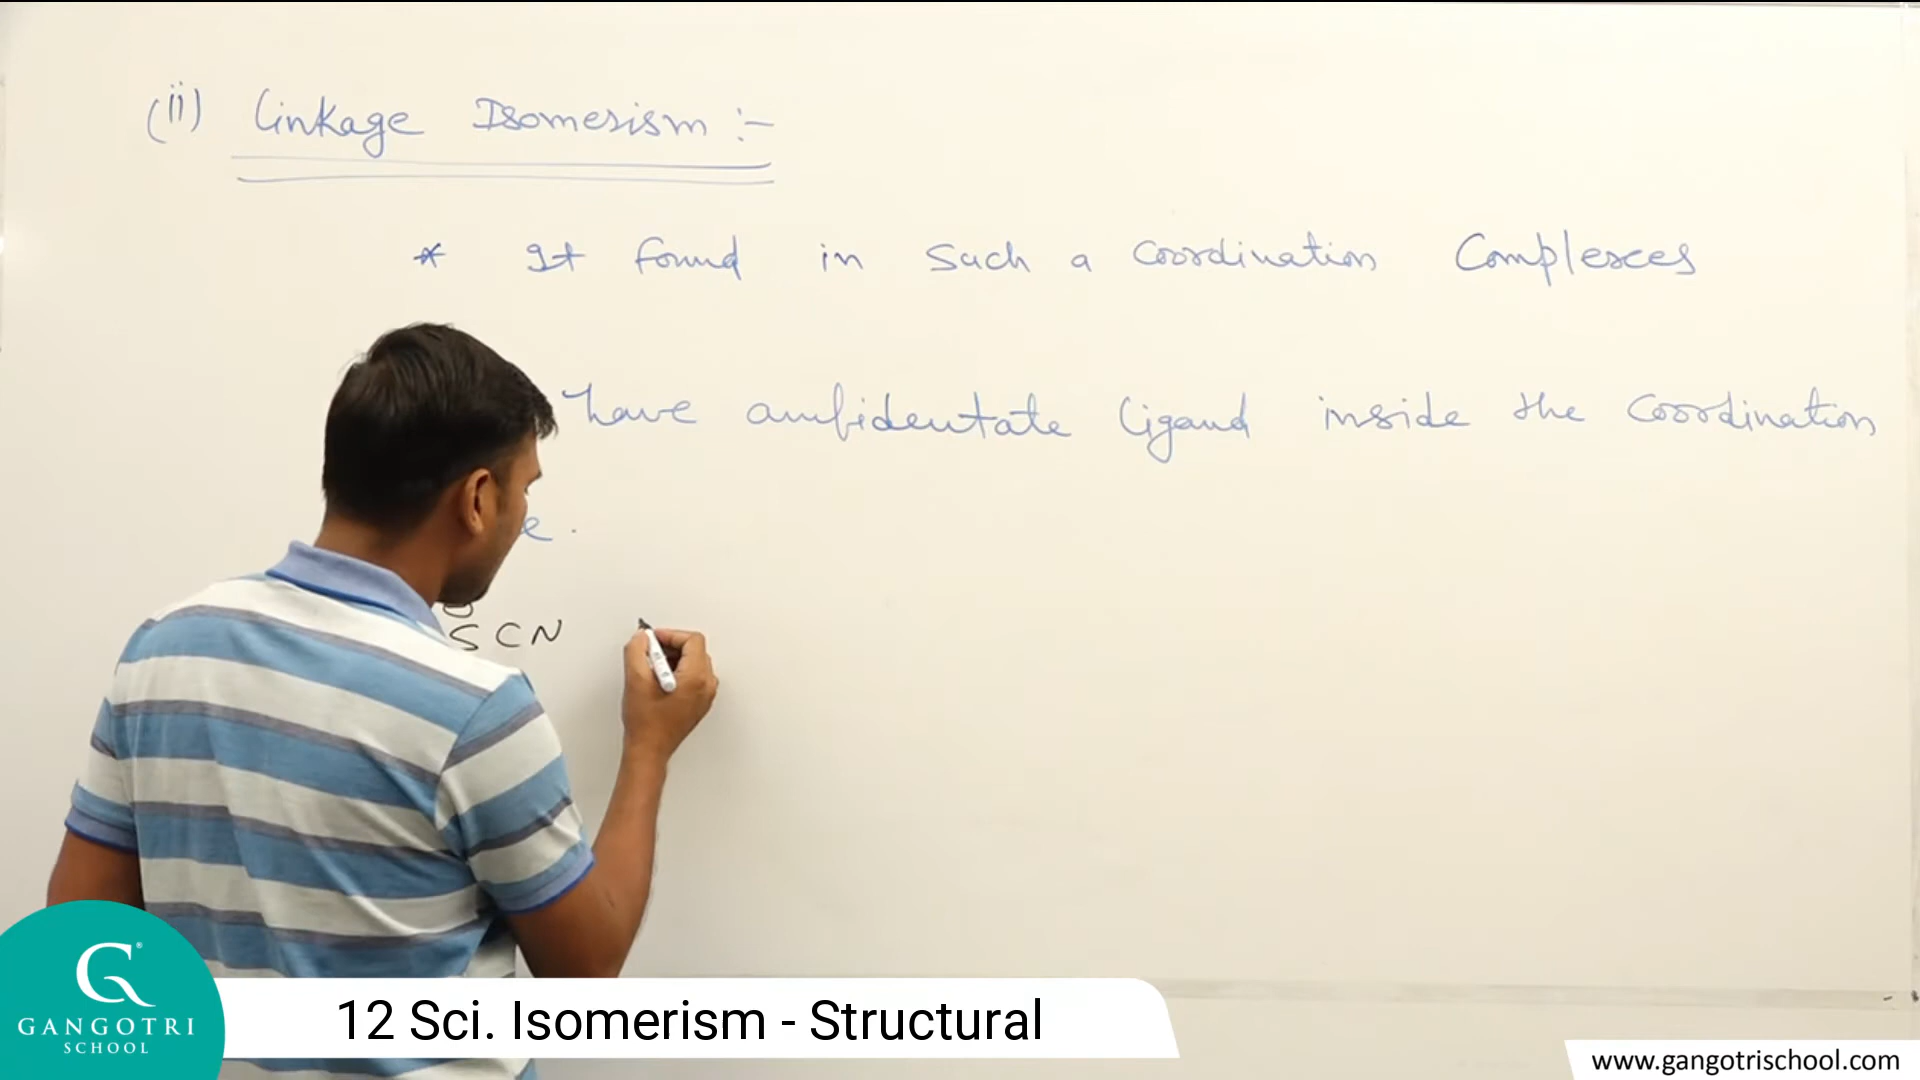 (ii) Linkage Isomerism :-
* It found in such a coordination Complexes
have ambidentate ligand inside the coordination
e.
SCN
GANGOTRI
SCHOOL
12 Sci. Isomerism - Structural
www.gangotrischool.com